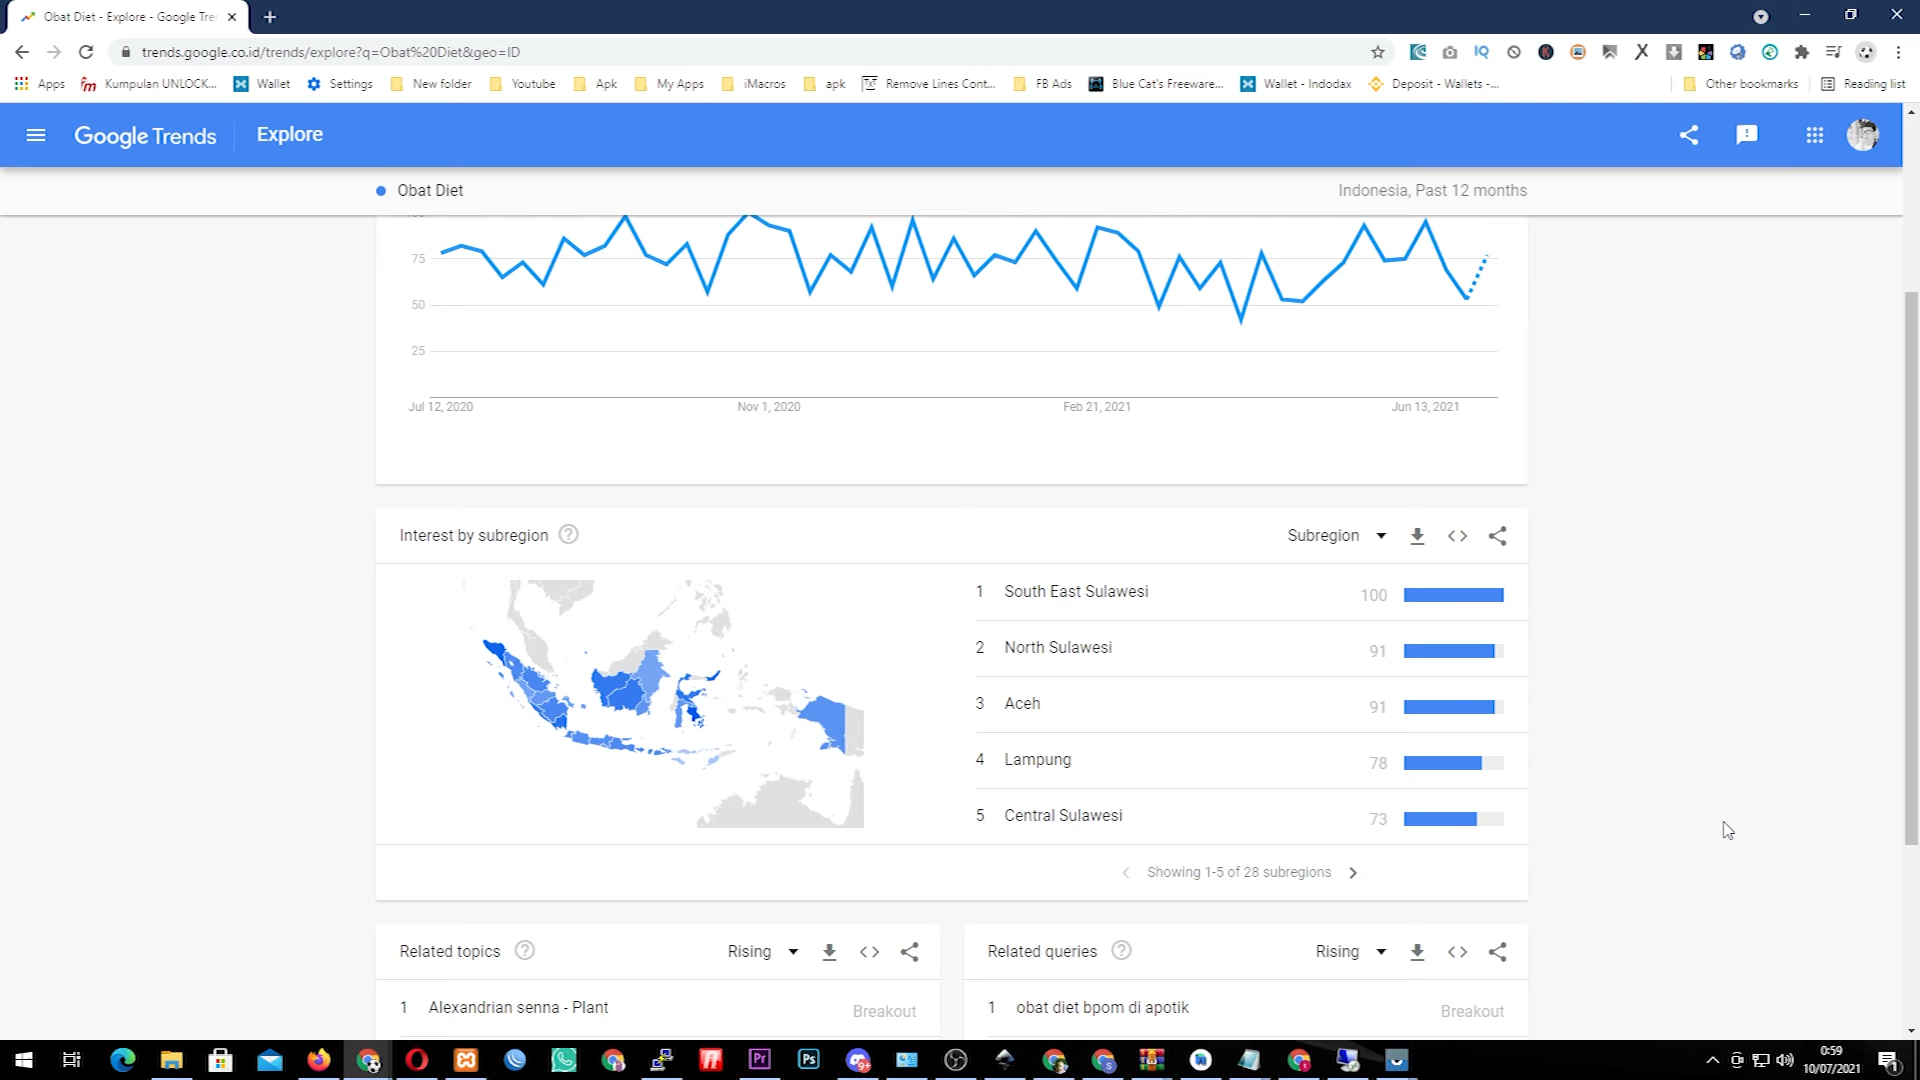 Obat Diet - Explore - Google Tre
trends.google.co.id/trends/explore?q=Obat%20Diet&geo=ID
Apps Kumpulan UNLOCK... Wallet Settings New folder Youtube Apk My Apps iMacros apk Remove Lines Cont... FB Ads Blue Cat's Freeware... Wallet - Indodax Deposit - Wallets -... Other bookmarks Reading list
Google Trends Explore
Obat Diet Indonesia, Past 12 months
100
75
50
25
Jul 12, 2020 Nov 1, 2020 Feb 21, 2021 Jun 13, 2021
Interest by subregion Subregion
1 South East Sulawesi 100
2 North Sulawesi 91
3 Aceh 91
4 Lampung 78
5 Central Sulawesi 73
Showing 1-5 of 28 subregions
Related topics Rising
1 Alexandrian senna - Plant Breakout
Related queries Rising
1 obat diet bpom di apotik Breakout
0:59
10/07/2021